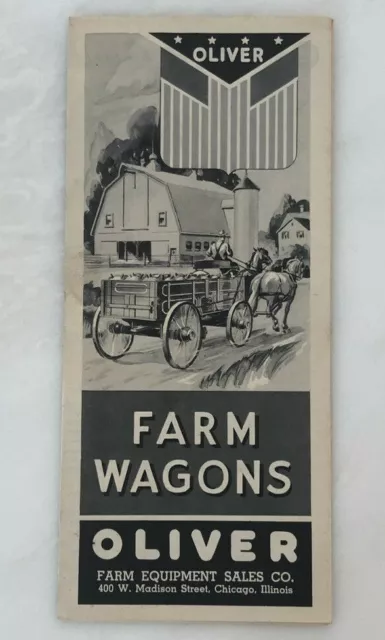 OLIVER
FARM
WAGONS
OLIVER
FARM EQUIPMENT SALES CO.
400 W. Madison Street, Chicago, Illinois